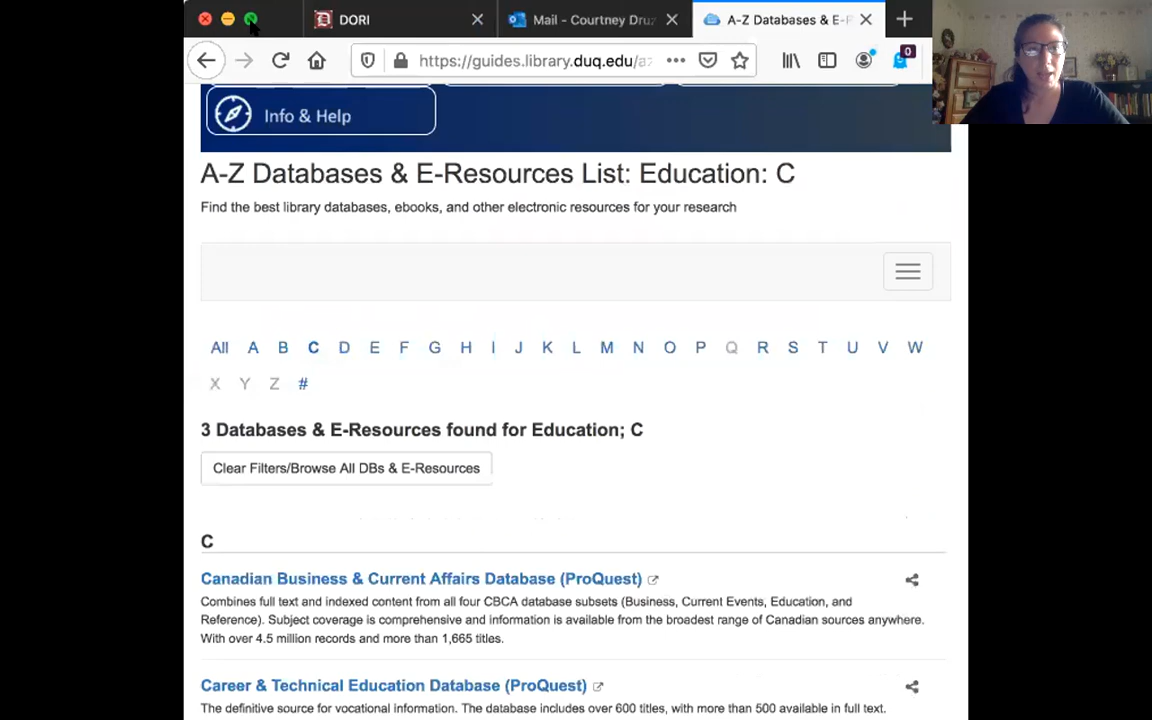 DORI
Mail - Courtney Druz
A-Z Databases & E-R
https://guides.library.duq.edu/az
0
Info & Help
A-Z Databases & E-Resources List: Education: C
Find the best library databases, ebooks, and other electronic resources for your research
All A B C D E F G H I J K L M N O P Q R S T U V W
X Y Z #
3 Databases & E-Resources found for Education; C
Clear Filters/Browse All DBs & E-Resources
C
Canadian Business & Current Affairs Database (ProQuest)
Combines full text and indexed content from all four CBCA database subsets (Business, Current Events, Education, and
Reference). Subject coverage is comprehensive and information is available from the broadest range of Canadian sources anywhere.
With over 4.5 million records and more than 1,665 titles.
Career & Technical Education Database (ProQuest)
The definitive source for vocational information. The database includes over 600 titles, with more than 500 available in full text.